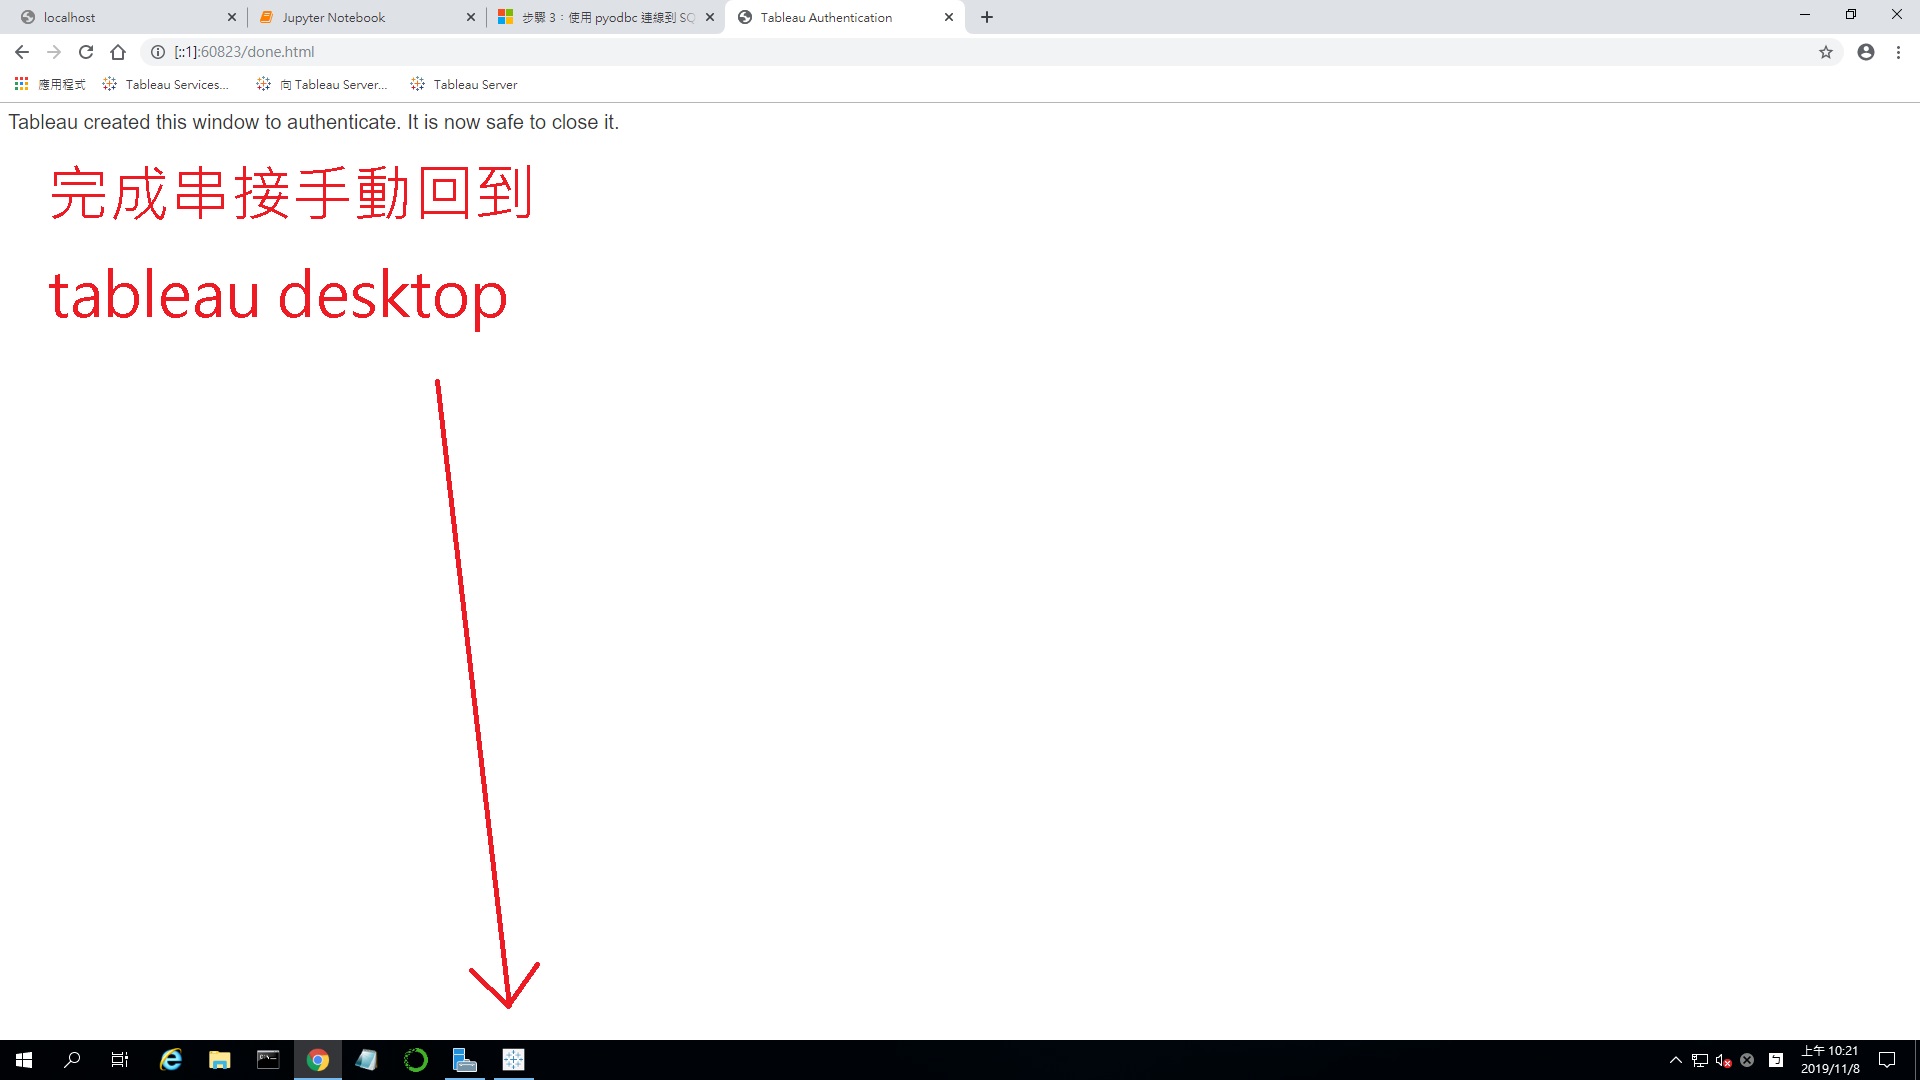 localhost
Jupyter Notebook
步驟 3：使用 pyodbc 連線到 SQ
Tableau Authentication
[::1]:60823/done.html
應用程式
Tableau Services...
向 Tableau Server...
Tableau Server
Tableau created this window to authenticate. It is now safe to close it.
完成串接手動回到
tableau desktop
上午 10:21
2019/11/8